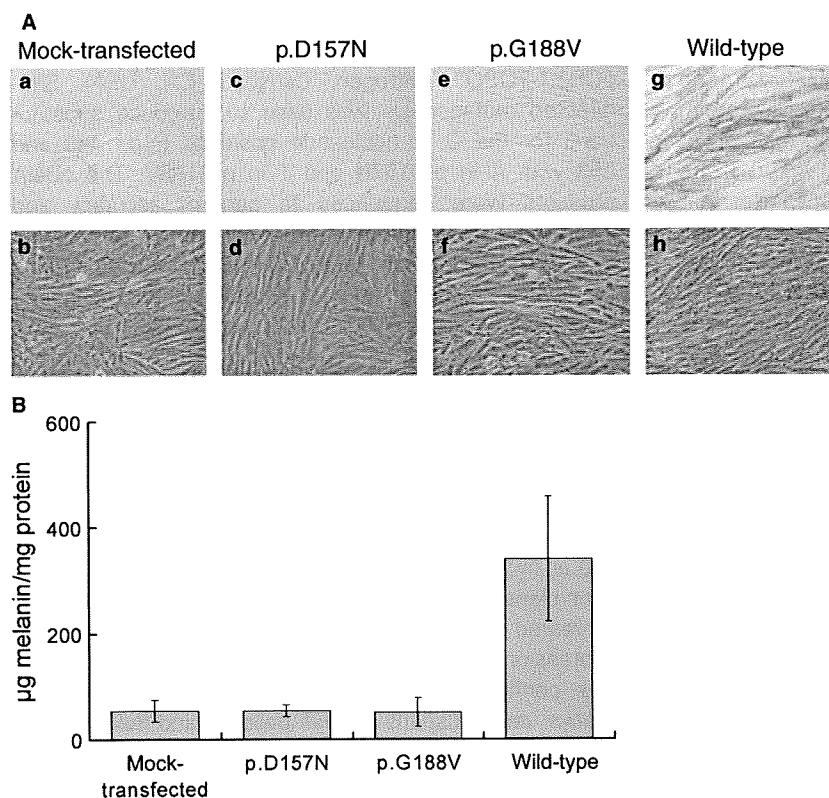 A
Mock-transfected p.D157N p.G188V Wild-type
a c e g
b d f h
B
µg melanin/mg protein
600
400
200
0
Mock-
transfected
p.D157N
p.G188V
Wild-type